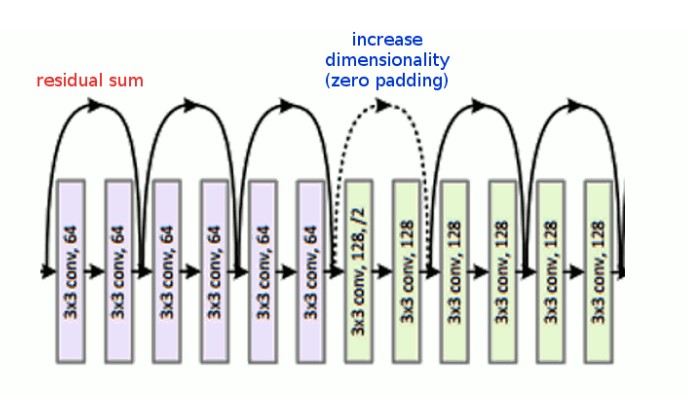 residual sum
increase
dimensionality
(zero padding)
3x3 conv, 64
3x3 conv, 64
3x3 conv, 64
3x3 conv, 64
3x3 conv, 64
3x3 conv, 64
3x3 conv, 128, /2
3x3 conv, 128
3x3 conv, 128
3x3 conv, 128
3x3 conv, 128
3x3 conv, 128